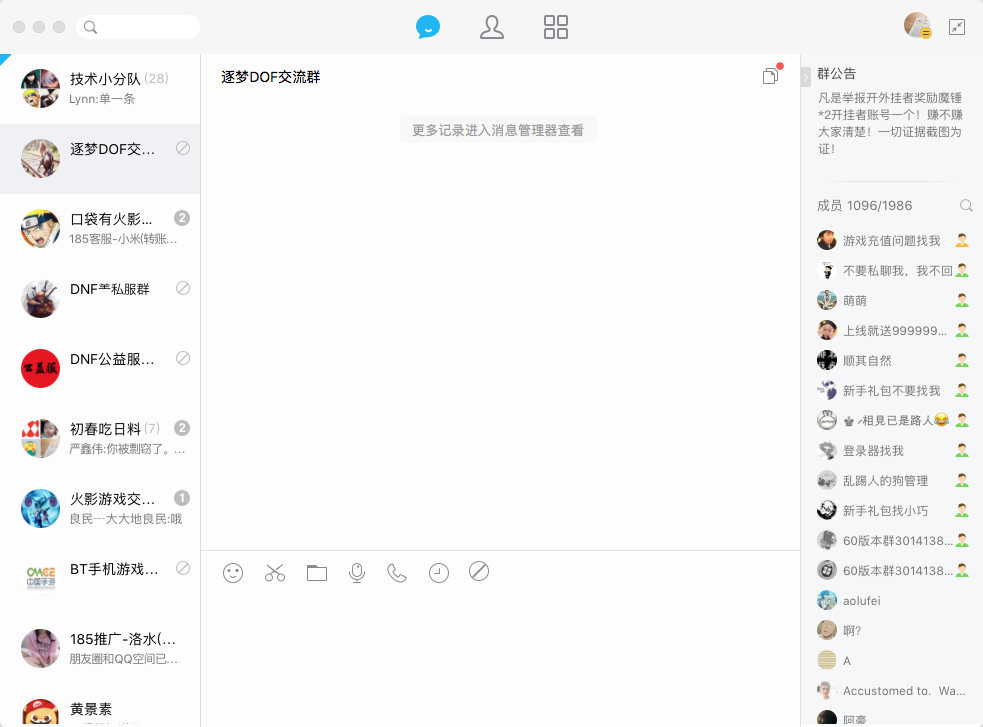 技术小分队 (28)
Lynn:单一条
逐梦DOF交...
口袋有火影... 2
185客服-小米(转账...
DNF龷私服群
DNF公益服...
公益服
初春吃日料 (7) 2
严鑫伟:你被剽窃了。...
火影游戏交... 1
良民┈大大地良民:哦
BT手机游戏...
CMGE
中国手游
185推广-洛水(...
朋友圈和QQ空间已...
黄景素
逐梦DOF交流群
更多记录进入消息管理器查看
群公告
凡是举报开外挂者奖励魔锤
*2开挂者账号一个！赚不赚
大家清楚！一切证据截图为
证！
成员 1096/1986
游戏充值问题找我
不要私聊我，我不回
萌萌
上线就送999999...
顺其自然
新手礼包不要找我
相見已是路人😂
登录器找我
乱踢人的狗管理
新手礼包找小巧
60版本群3014138...
60版本群3014138...
aolufei
啊?
A
Accustomed to. Wa...
阿豪